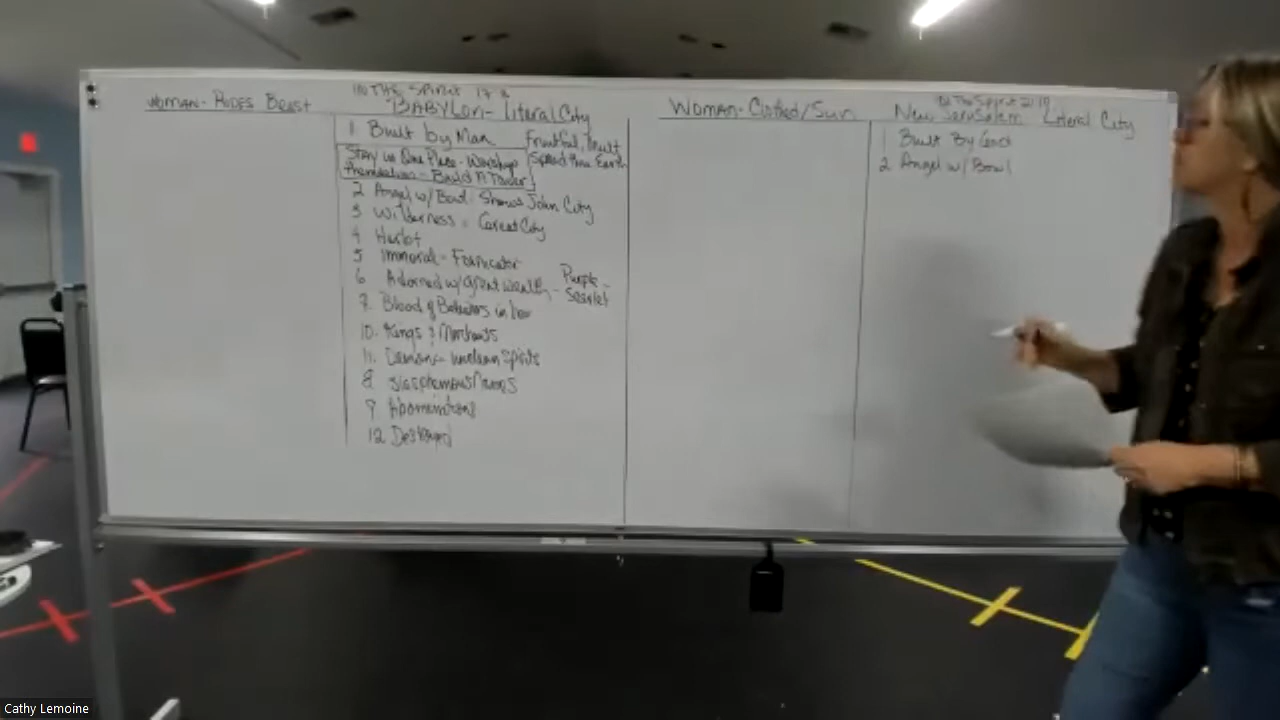 WOMAN - RIDES BEAST
IN THE SPIRIT 17:3
BABYLON - Literal City
1 Built by Man
Fruitful, Mult
Spread thru Earth
Stay in One Place - Worship
themselves - Build A Tower
2 Angel w/ Bowl - Shows John City
3 Wilderness = Great City
4 Harlot
5 Immoral - Fornicator
6 Adorned w/ great wealth - Purple -
Scarlet
7. Blood of Believers in her
10. Kings & Merchants
11. Demons - unclean spirits
8. Blasphemous Names
9. Abominations
12 Destroyed
WOMAN - Clothed / Sun
In The Spirit 21:10
New Jerusalem Literal City
1 Built By God
2 Angel w/ Bowl
Cathy Lemoine